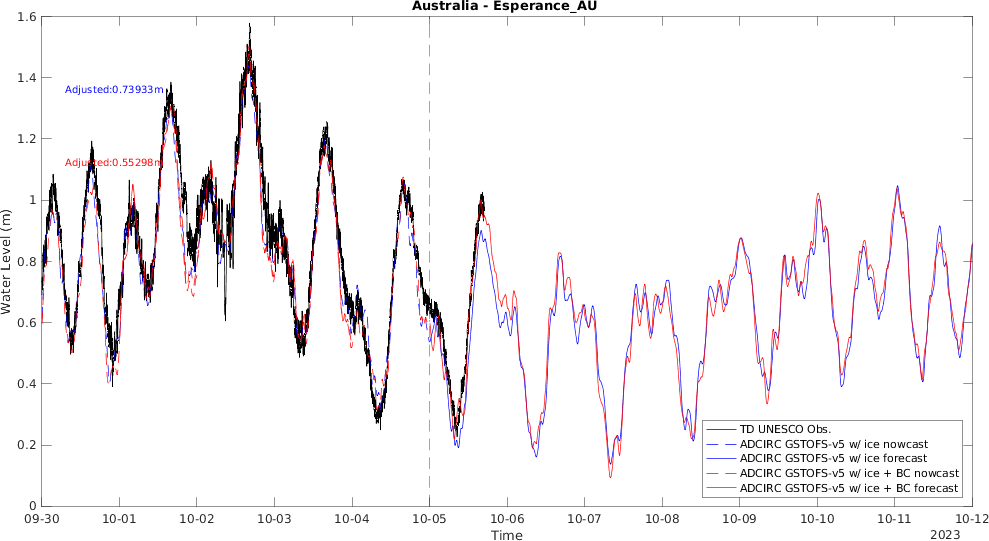 Australia - Esperance_AU
1.6
1.4
1.2
1
0.8
0.6
0.4
0.2
0
Water Level (m)
Adjusted:0.73933m
Adjusted:0.55298m
TD UNESCO Obs.
ADCIRC GSTOFS-v5 w/ ice nowcast
ADCIRC GSTOFS-v5 w/ ice forecast
ADCIRC GSTOFS-v5 w/ ice + BC nowcast
ADCIRC GSTOFS-v5 w/ ice + BC forecast
09-30 10-01 10-02 10-03 10-04 10-05 10-06 10-07 10-08 10-09 10-10 10-11 10-12
Time
2023